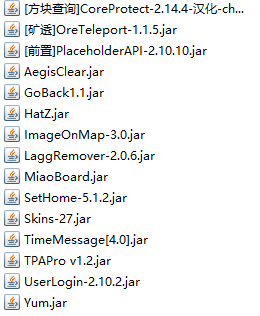 [方块查询]CoreProtect-2.14.4-汉化-ch...
[矿透]OreTeleport-1.1.5.jar
[前置]PlaceholderAPI-2.10.10.jar
AegisClear.jar
GoBack1.1.jar
HatZ.jar
ImageOnMap-3.0.jar
LaggRemover-2.0.6.jar
MiaoBoard.jar
SetHome-5.1.2.jar
Skins-27.jar
TimeMessage[4.0].jar
TPAPro v1.2.jar
UserLogin-2.10.2.jar
Yum.jar